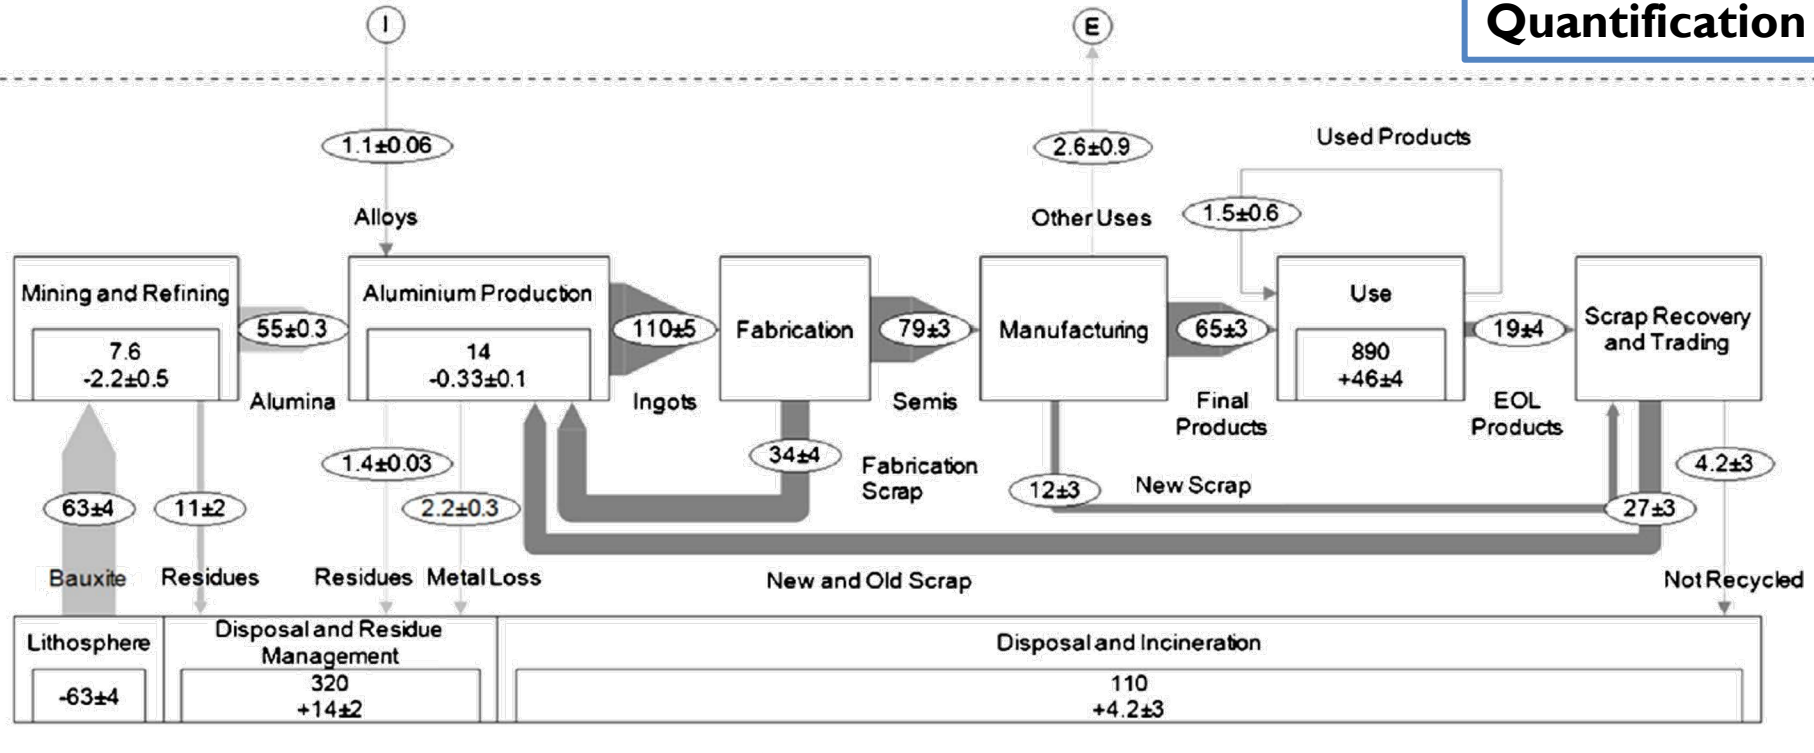 I
E
Quantification
1.1±0.06
2.6±0.9
Used Products
1.5±0.6
Alloys
Other Uses
Mining and Refining
7.6
-2.2±0.5
55±0.3
Alumina
Aluminium Production
14
-0.33±0.1
110±5
Ingots
Fabrication
79±3
Semis
Manufacturing
65±3
Final
Products
Use
890
+46±4
19±4
EOL
Products
Scrap Recovery
and Trading
63±4
Bauxite
11±2
Residues
1.4±0.03
Residues
2.2±0.3
Metal Loss
34±4
Fabrication
Scrap
12±3
New Scrap
27±3
New and Old Scrap
4.2±3
Not Recycled
Lithosphere
-63±4
Disposal and Residue
Management
320
+14±2
Disposal and Incineration
110
+4.2±3